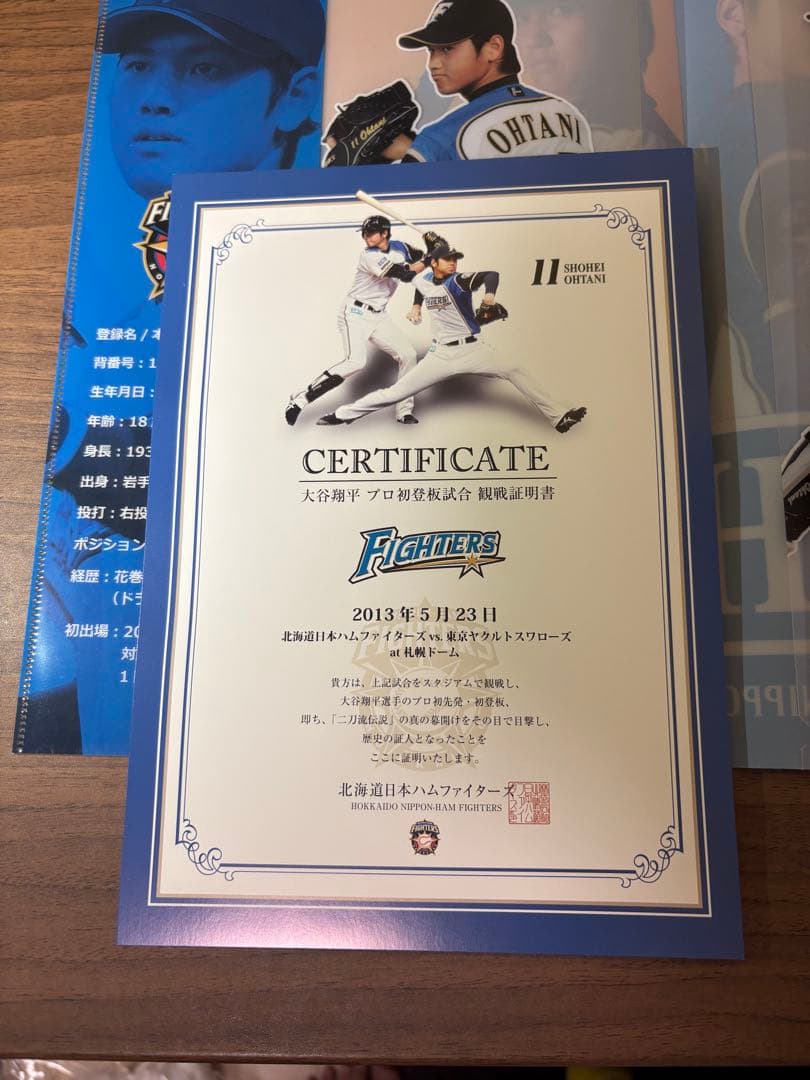 11 Ohtani
OHTANI
登録名/本
背番号:1
生年月日:
年齢:18
身長:193
出身:岩手
投打:右投
ポジション
経歴:花巻
(ド
初出場:20
対
1
11 SHOHEI
OHTANI
FIGHTERS
CERTIFICATE
大谷翔平 プロ初登板試合 観戦証明書
FIGHTERS
2013年5月23日
北海道日本ハムファイターズ vs. 東京ヤクルトスワローズ
at 札幌ドーム
貴方は、上記試合をスタジアムで観戦し、
大谷翔平選手のプロ初先発・初登板、
即ち、「二刀流伝説」の真の幕開けをその目で目撃し、
歴史の証人となったことを
ここに証明いたします。
北海道日本ハムファイターズ
HOKKAIDO NIPPON-HAM FIGHTERS
FIGHTERS